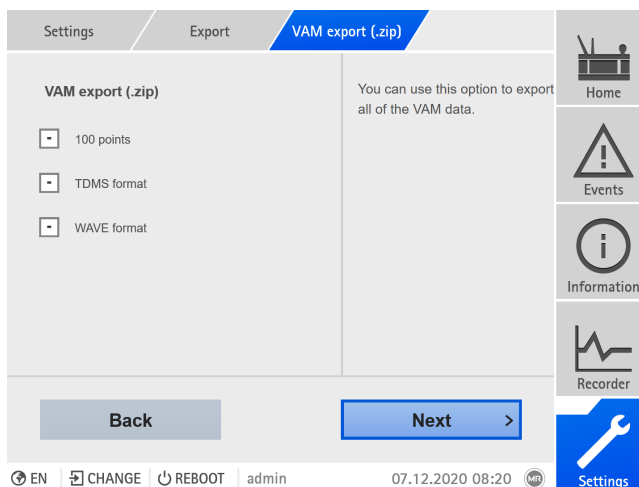 Settings
Export
VAM export (.zip)
VAM export (.zip)
100 points
TDMS format
WAVE format
You can use this option to export
all of the VAM data.
Back
Next
EN
CHANGE
REBOOT
admin
07.12.2020 08:20
MR
Home
Events
Information
Recorder
Settings